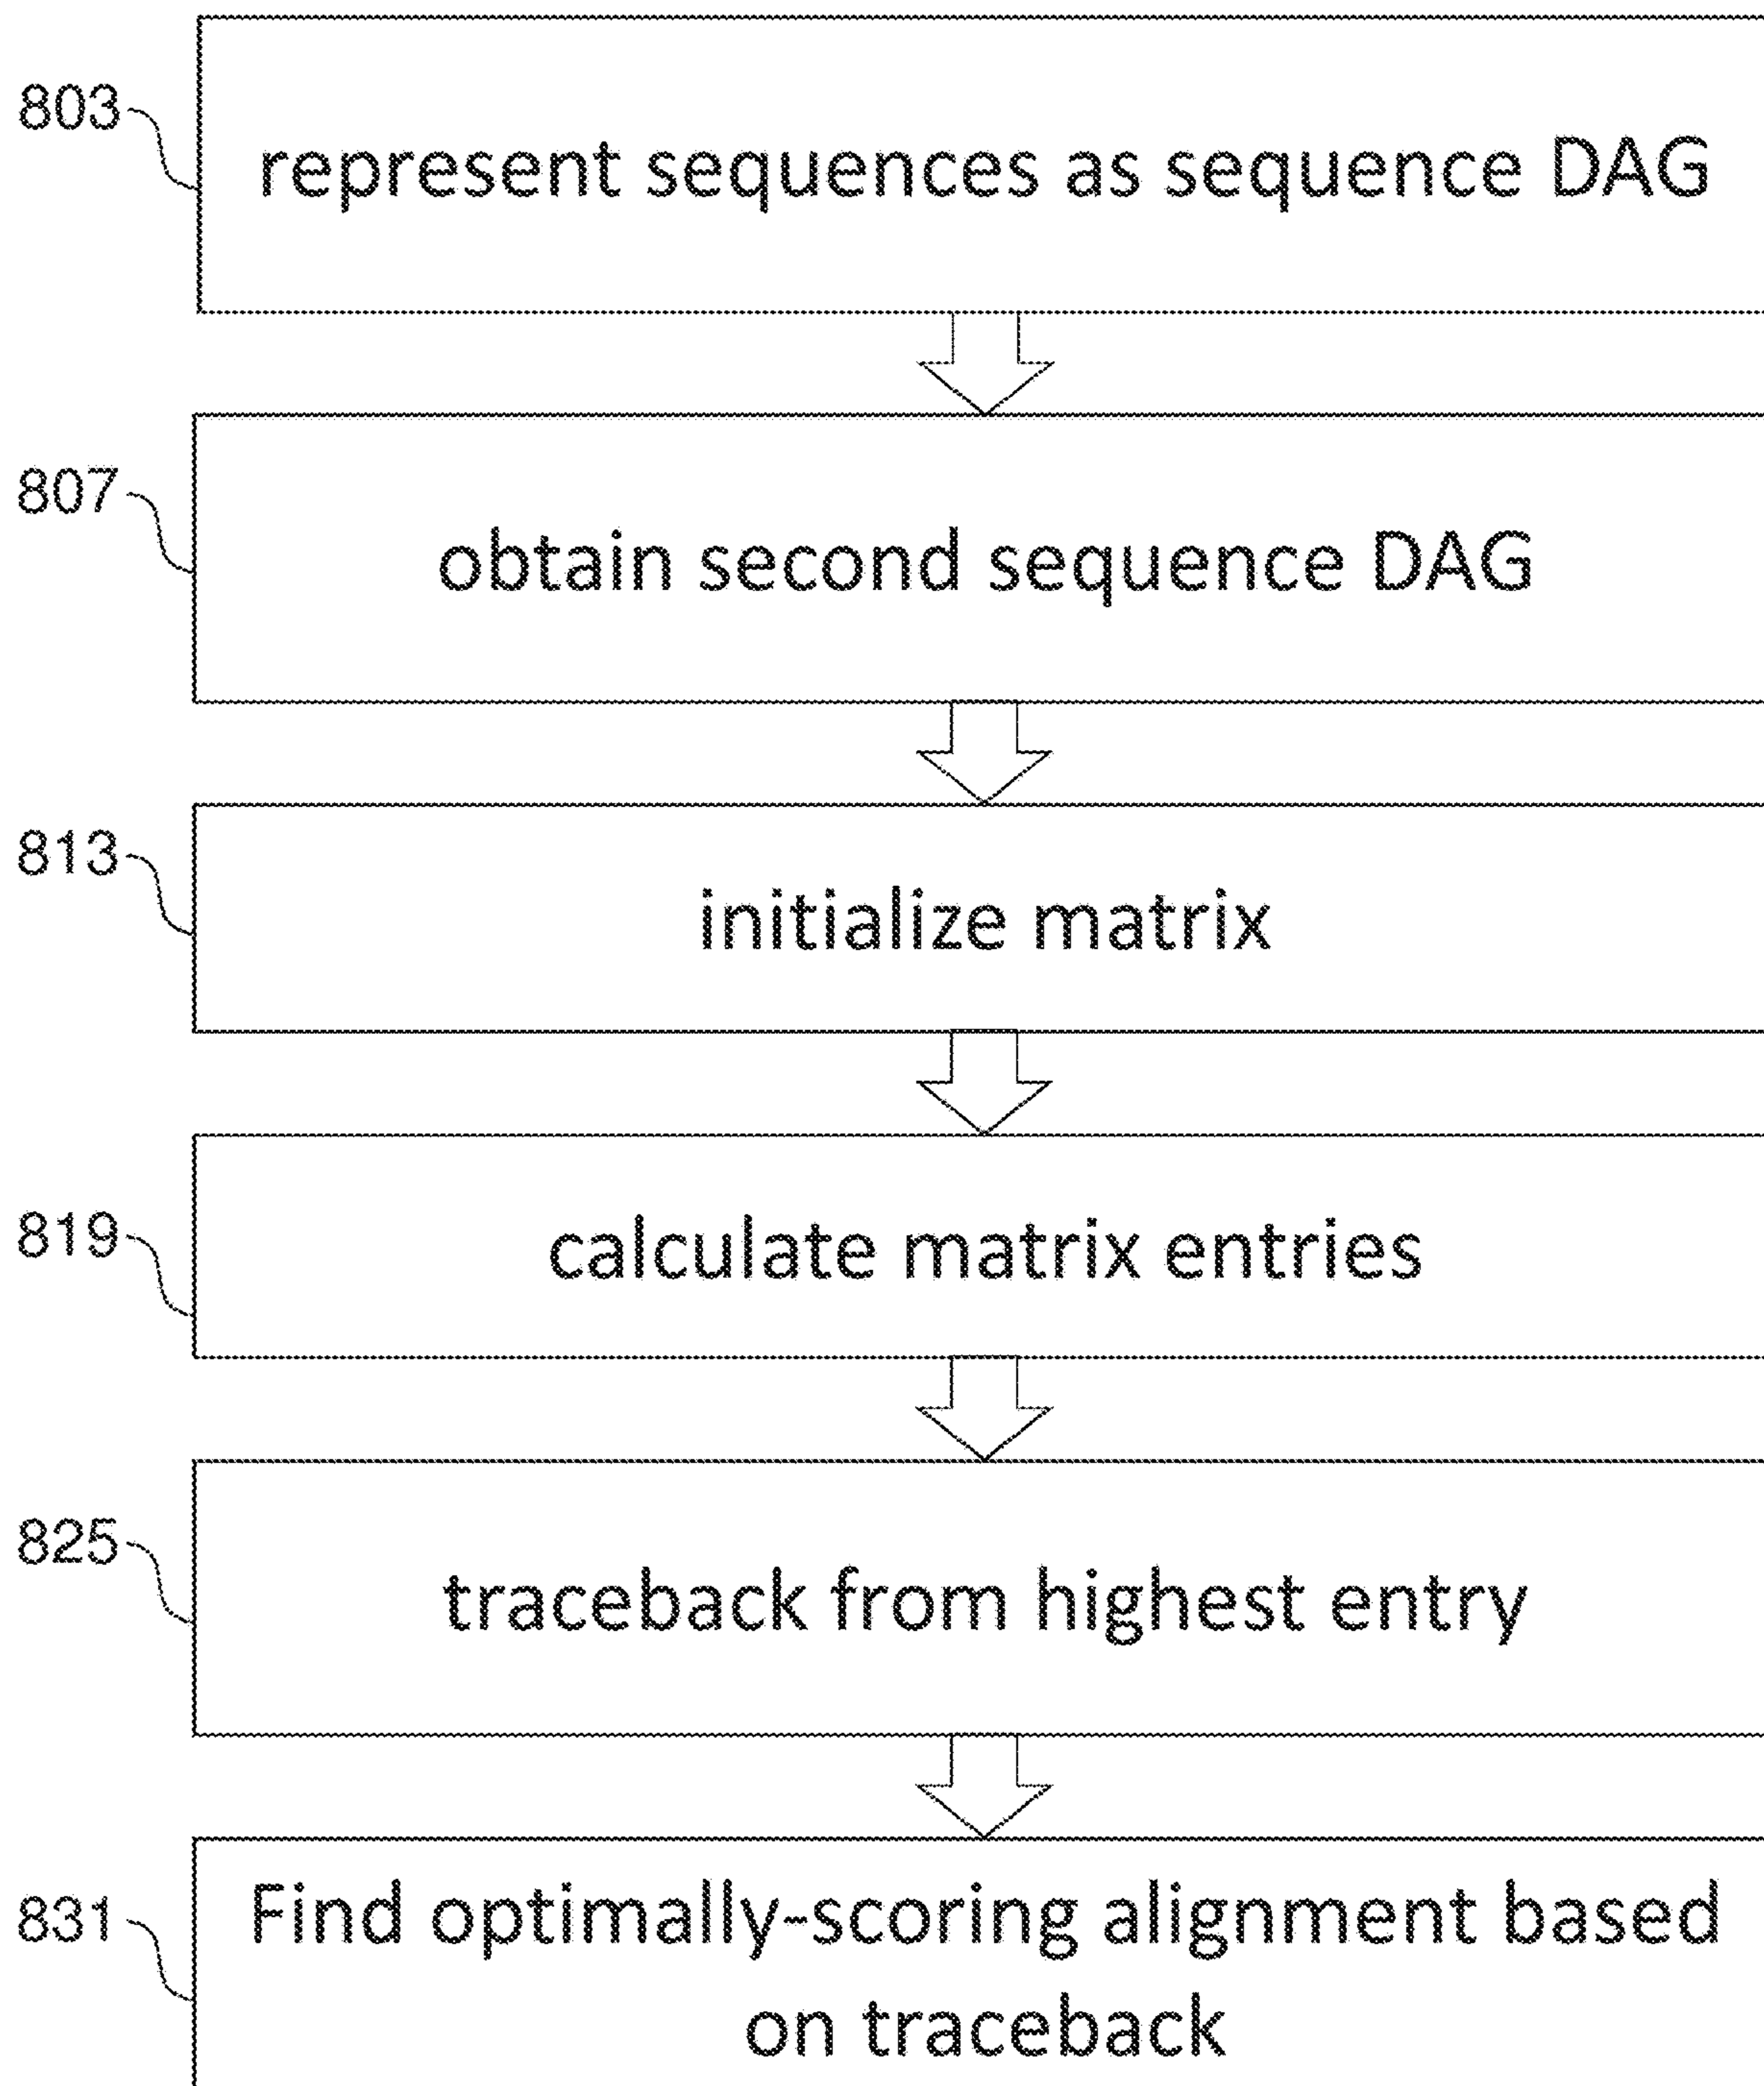 803
represent sequences as sequence DAG
807
obtain second sequence DAG
813
initialize matrix
819
calculate matrix entries
825
traceback from highest entry
831
Find optimally-scoring alignment based
on traceback